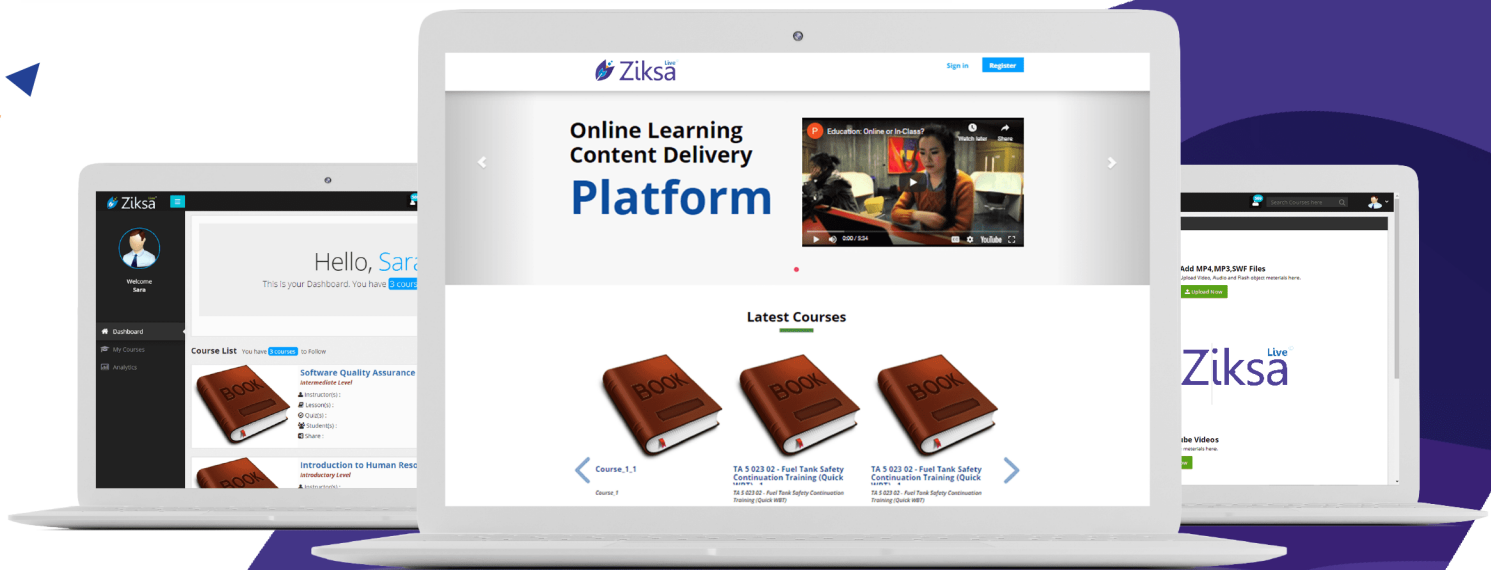 Ziksa
Welcome
Sara
Dashboard
My Courses
Analytics
Hello, Sara
This is your Dashboard. You have 3 cours
Course List You have 3 courses to Follow
BOOK
Software Quality Assurance
Intermediate Level
Instructor(s) :
Lesson(s) :
Quiz(s) :
Student(s) :
Share :
BOOK
Introduction to Human Reso
Introductory Level
Instructor(s) :
Ziksa Live
Sign in
Register
Online Learning
Content Delivery
Platform
P
Education: Online or In-Class?
Watch later
Share
0:00 / 5:34
YouTube
Latest Courses
BOOK
BOOK
BOOK
Course_1_1
Course_1
TA 5 023 02 - Fuel Tank Safety
Continuation Training (Quick
TA 5 023 02 - Fuel Tank Safety Continuation
Training (Quick WBT)
TA 5 023 02 - Fuel Tank Safety
Continuation Training (Quick
TA 5 023 02 - Fuel Tank Safety Continuation
Training (Quick WBT)
Search Courses here
Add MP4,MP3,SWF Files
Upload Video, Audio and Flash object meterials here.
Upload Now
Ziksa Live
ube Videos
meterials here.